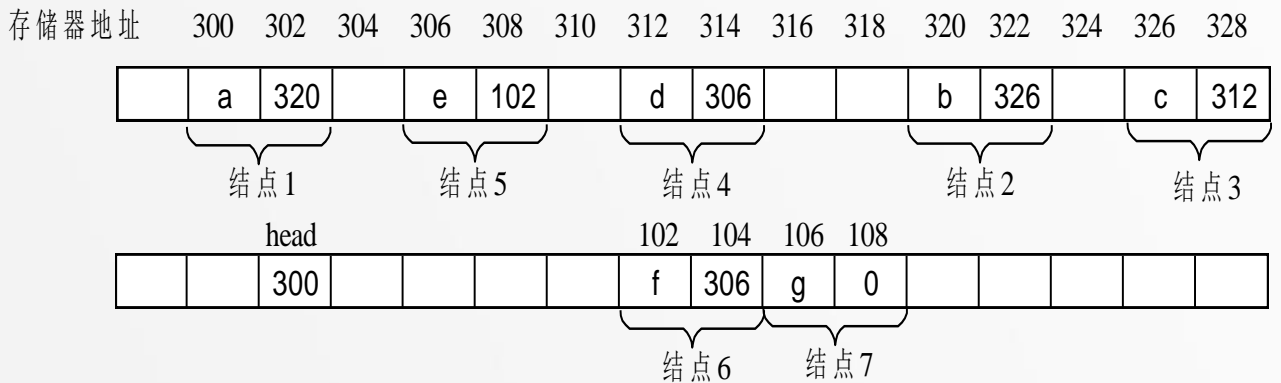 存储器地址 300 302 304 306 308 310 312 314 316 318 320 322 324 326 328
a 320 e 102 d 306 b 326 c 312
结点1 结点5 结点4 结点2 结点3
head 102 104 106 108
300 f 306 g 0
结点6 结点7